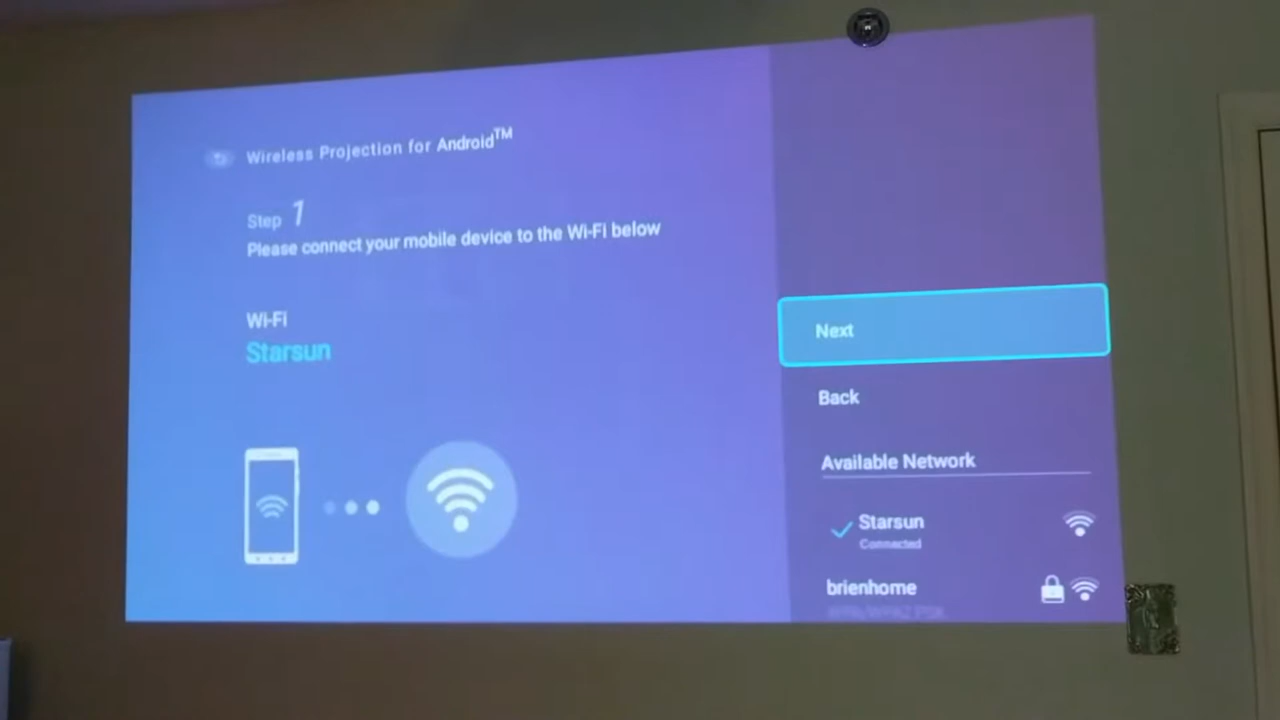 Wireless Projection for Android™
Step 1
Please connect your mobile device to the Wi-Fi below
Wi-Fi
Starsun
Next
Back
Available Network
Starsun
Connected
brienhome